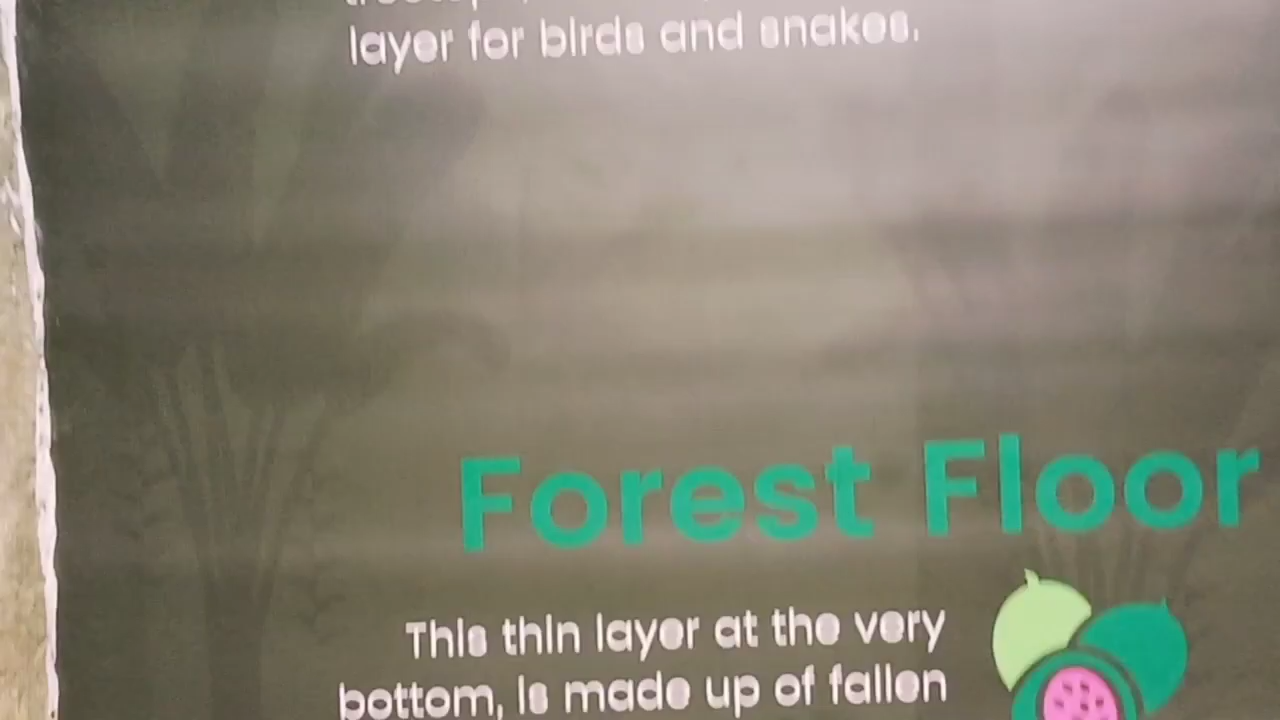 layer for birds and snakes.
Forest Floor
This thin layer at the very
bottom, is made up of fallen